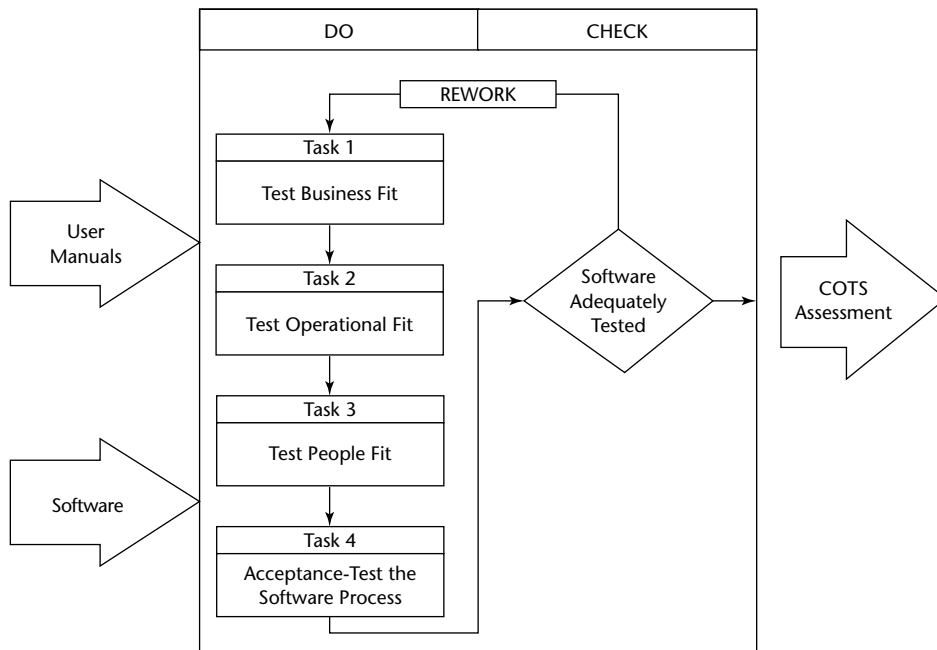 DO
CHECK
REWORK
Task 1
Test Business Fit
User
Manuals
Task 2
Test Operational Fit
Software
Adequately
Tested
COTS
Assessment
Task 3
Test People Fit
Software
Task 4
Acceptance-Test the
Software Process